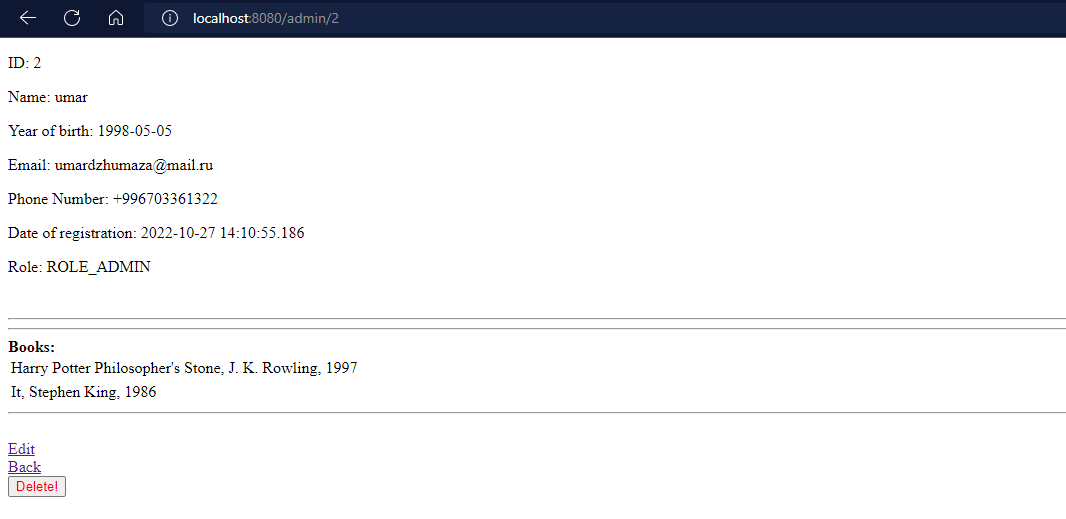 localhost:8080/admin/2
ID: 2
Name: umar
Year of birth: 1998-05-05
Email: umardzhumaza@mail.ru
Phone Number: +996703361322
Date of registration: 2022-10-27 14:10:55.186
Role: ROLE_ADMIN
Books:
Harry Potter Philosopher's Stone, J. K. Rowling, 1997
It, Stephen King, 1986
Edit
Back
Delete!